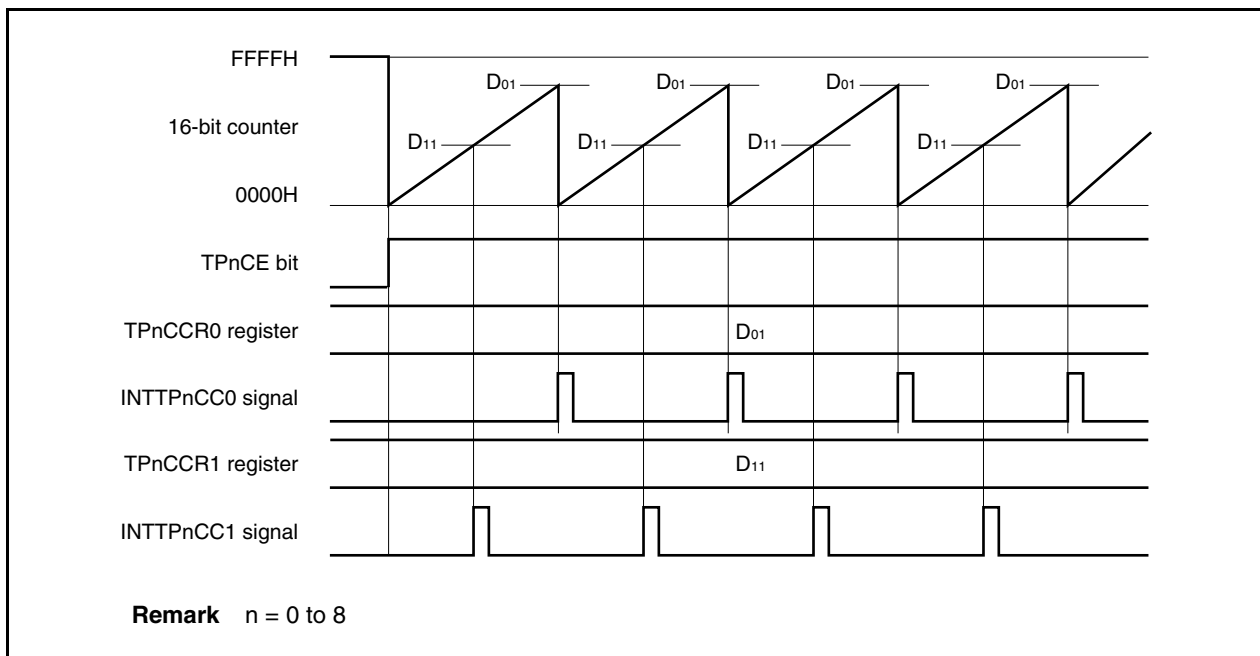 FFFFH
D01 D01 D01 D01
16-bit counter
D11 D11 D11 D11
0000H
TPnCE bit
TPnCCR0 register
D01
INTTPnCC0 signal
TPnCCR1 register
D11
INTTPnCC1 signal
Remark n = 0 to 8